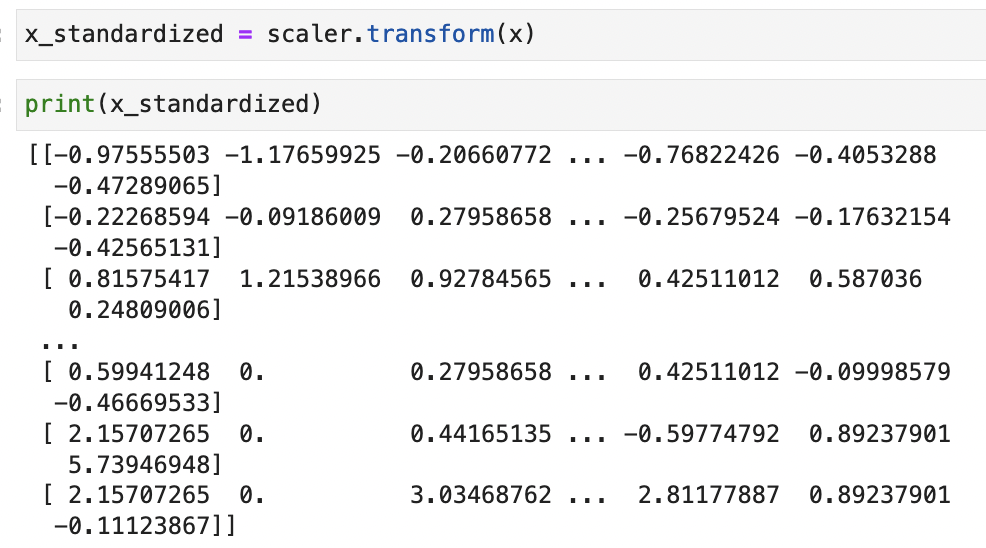 x_standardized = scaler.transform(x)
print(x_standardized)
[[-0.97555503 -1.17659925 -0.20660772 ... -0.76822426 -0.4053288
  -0.47289065]
 [-0.22268594 -0.09186009  0.27958658 ... -0.25679524 -0.17632154
  -0.42565131]
 [ 0.81575417  1.21538966  0.92784565 ...  0.42511012  0.587036
   0.24809006]
 ...
 [ 0.59941248  0.          0.27958658 ...  0.42511012 -0.09998579
  -0.46669533]
 [ 2.15707265  0.          0.44165135 ... -0.59774792  0.89237901
   5.73946948]
 [ 2.15707265  0.          3.03468762 ...  2.81177887  0.89237901
  -0.11123867]]